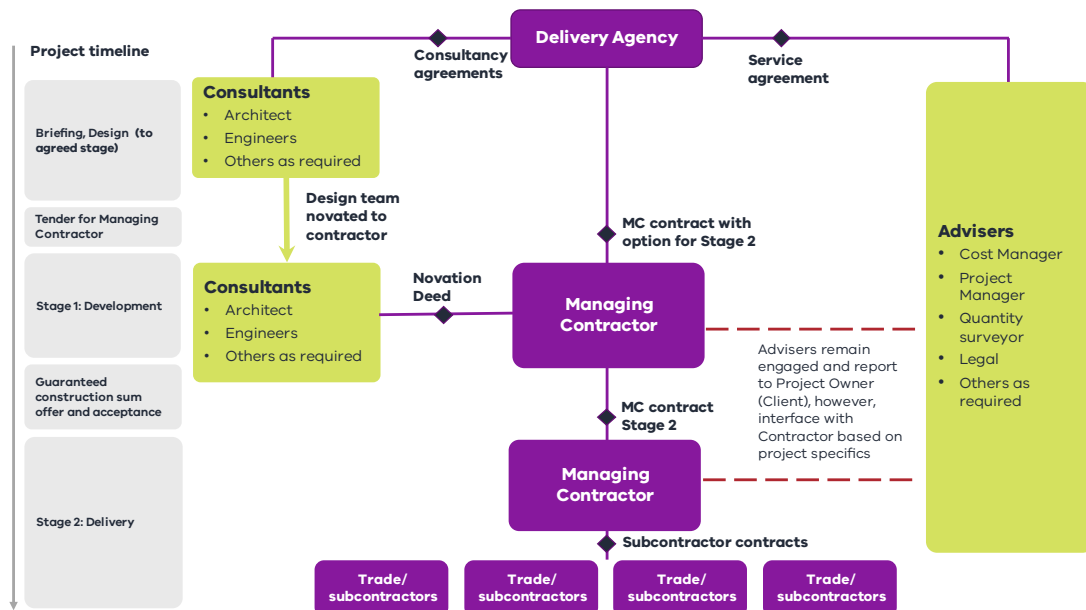 Project timeline
Delivery Agency
Consultancy
agreements
Service
agreement
Briefing, Design (to
agreed stage)
Consultants
• Architect
• Engineers
• Others as required
Design team
novated to
contractor
Tender for Managing
Contractor
MC contract with
option for Stage 2
Stage 1: Development
Consultants
• Architect
• Engineers
• Others as required
Novation
Deed
Managing
Contractor
Advisers
• Cost Manager
• Project
Manager
• Quantity
surveyor
• Legal
• Others as
required
Advisers remain
engaged and report
to Project Owner
(Client), however,
interface with
Contractor based on
project specifics
Guaranteed
construction sum
offer and acceptance
MC contract
Stage 2
Managing
Contractor
Stage 2: Delivery
Subcontractor contracts
Trade/
subcontractors
Trade/
subcontractors
Trade/
subcontractors
Trade/
subcontractors